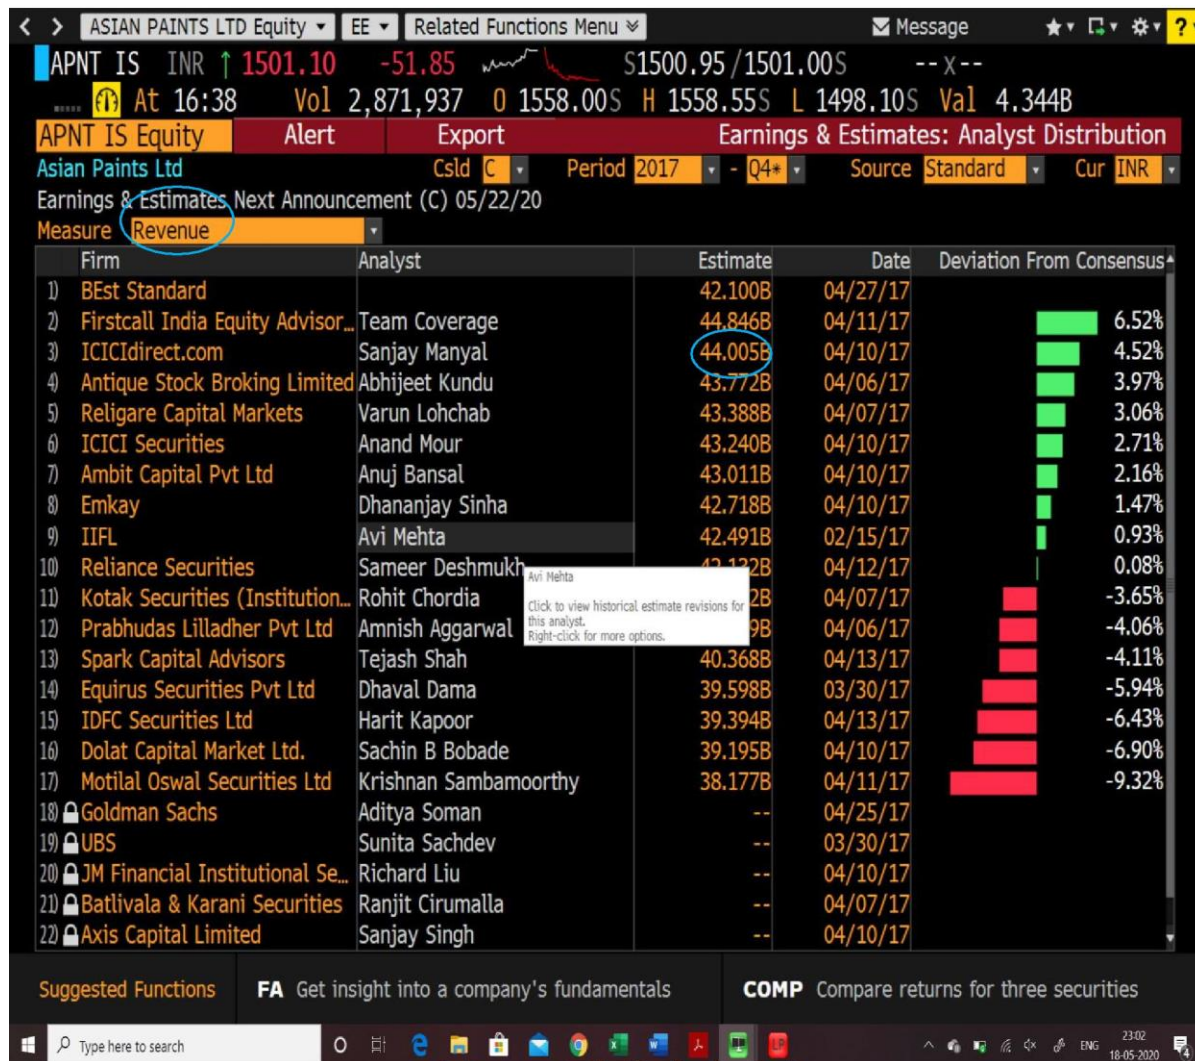 < > ASIAN PAINTS LTD Equity EE Related Functions Menu Message ?
APNT IS INR ↑ 1501.10 -51.85 S1500.95/1501.00S --x--
At 16:38 Vol 2,871,937 O 1558.00S H 1558.55S L 1498.10S Val 4.344B
APNT IS Equity Alert Export Earnings & Estimates: Analyst Distribution
Asian Paints Ltd Csld C Period 2017 - Q4* Source Standard Cur INR
Earnings & Estimates Next Announcement (C) 05/22/20
Measure Revenue
Firm Analyst Estimate Date Deviation From Consensus
1) BEst Standard 42.100B 04/27/17
2) Firstcall India Equity Advisor… Team Coverage 44.846B 04/11/17 6.52%
3) ICICIdirect.com Sanjay Manyal 44.005B 04/10/17 4.52%
4) Antique Stock Broking Limited Abhijeet Kundu 43.772B 04/06/17 3.97%
5) Religare Capital Markets Varun Lohchab 43.388B 04/07/17 3.06%
6) ICICI Securities Anand Mour 43.240B 04/10/17 2.71%
7) Ambit Capital Pvt Ltd Anuj Bansal 43.011B 04/10/17 2.16%
8) Emkay Dhananjay Sinha 42.718B 04/10/17 1.47%
9) IIFL Avi Mehta 42.491B 02/15/17 0.93%
10) Reliance Securities Sameer Deshmukh 04/12/17 0.08%
Avi Mehta
11) Kotak Securities (Institution… Rohit Chordia 2B 04/07/17 -3.65%
Click to view historical estimate revisions for
this analyst.
12) Prabhudas Lilladher Pvt Ltd Amnish Aggarwal 9B 04/06/17 -4.06%
Right-click for more options.
13) Spark Capital Advisors Tejash Shah 40.368B 04/13/17 -4.11%
14) Equirus Securities Pvt Ltd Dhaval Dama 39.598B 03/30/17 -5.94%
15) IDFC Securities Ltd Harit Kapoor 39.394B 04/13/17 -6.43%
16) Dolat Capital Market Ltd. Sachin B Bobade 39.195B 04/10/17 -6.90%
17) Motilal Oswal Securities Ltd Krishnan Sambamoorthy 38.177B 04/11/17 -9.32%
18) Goldman Sachs Aditya Soman -- 04/25/17
19) UBS Sunita Sachdev -- 03/30/17
20) JM Financial Institutional Se… Richard Liu -- 04/10/17
21) Batlivala & Karani Securities Ranjit Cirumalla -- 04/07/17
22) Axis Capital Limited Sanjay Singh -- 04/10/17
Suggested Functions FA Get insight into a company's fundamentals COMP Compare returns for three securities
Type here to search ENG 23:02
18-05-2020